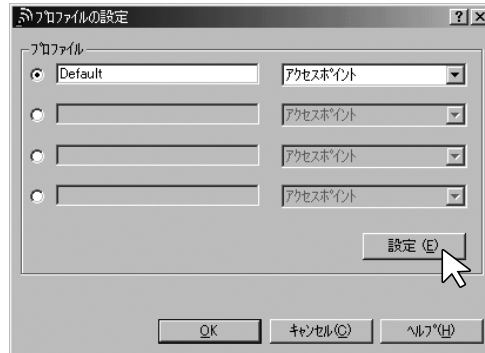 プロファイルの設定
プロファイル
Default アクセスポイント
アクセスポイント
アクセスポイント
アクセスポイント
設定 (E)
OK キャンセル(C) ヘルプ(H)